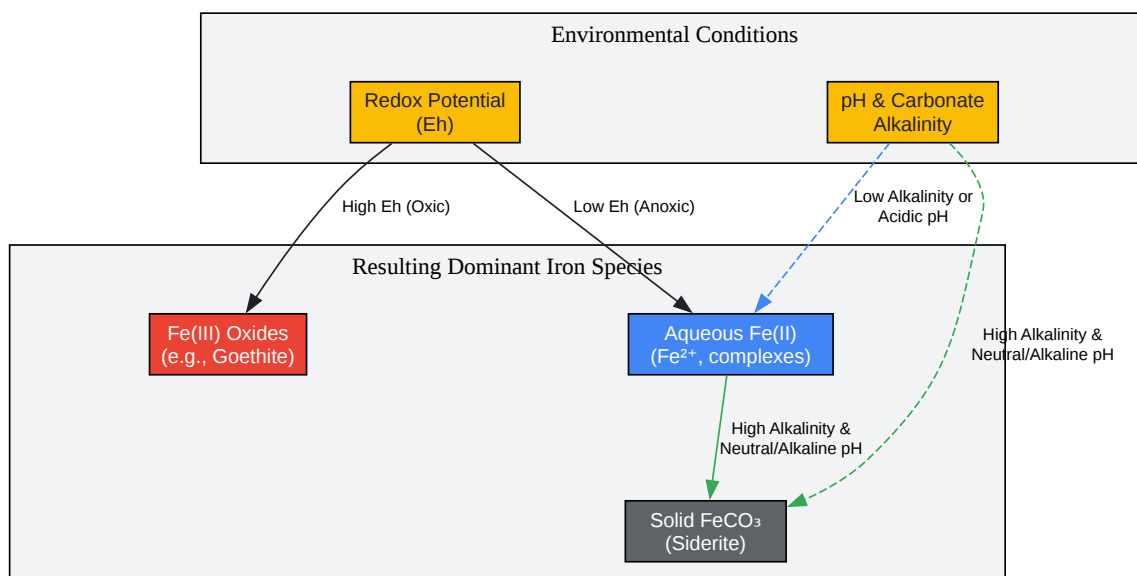 Environmental Conditions
Redox Potential
(Eh)
pH & Carbonate
Alkalinity
High Eh (Oxic)
Low Eh (Anoxic)
Low Alkalinity or
Acidic pH
Resulting Dominant Iron Species
Fe(III) Oxides
(e.g., Goethite)
Aqueous Fe(II)
(Fe²⁺, complexes)
High Alkalinity &
Neutral/Alkaline pH
High Alkalinity &
Neutral/Alkaline pH
Solid FeCO₃
(Siderite)